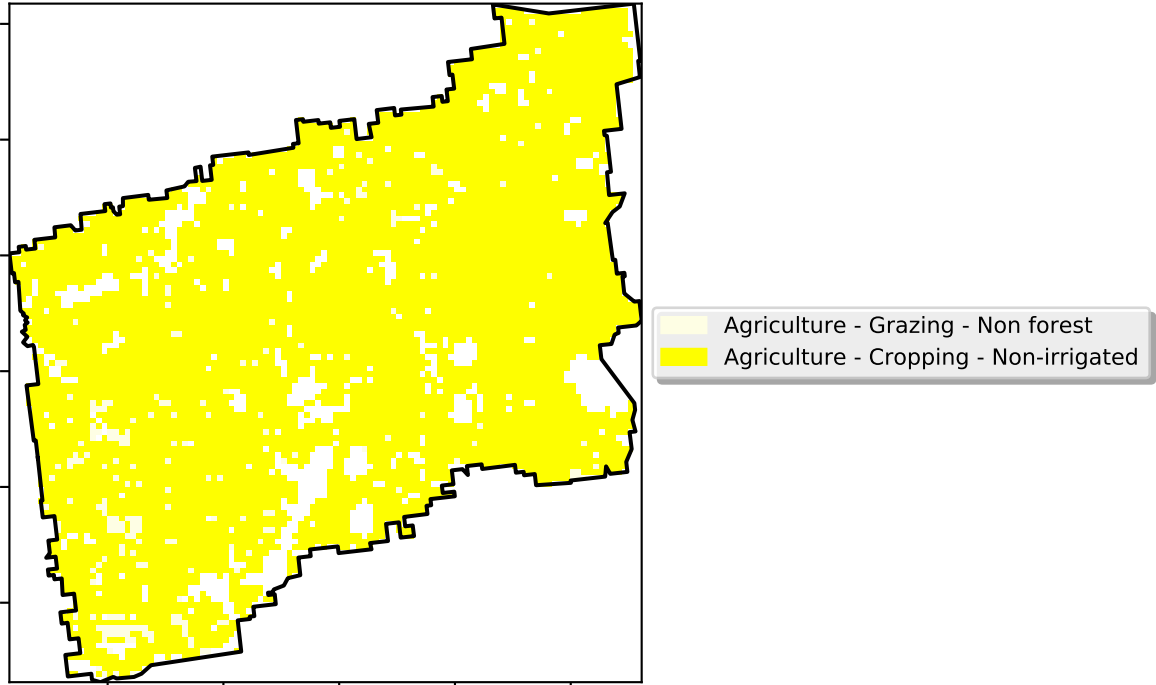 Agriculture - Grazing - Non forest
Agriculture - Cropping - Non-irrigated